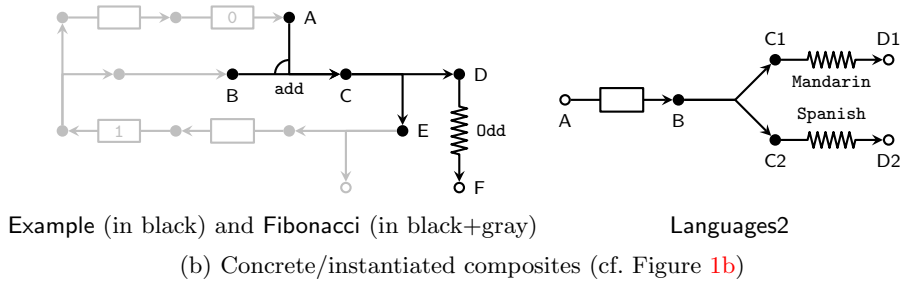 0
A
C1
D1
B
add
C
D
Mandarin
A
B
Spanish
1
E
Odd
C2
D2
F
Example (in black) and Fibonacci (in black+gray)
Languages2
(b) Concrete/instantiated composites (cf. Figure 1b)